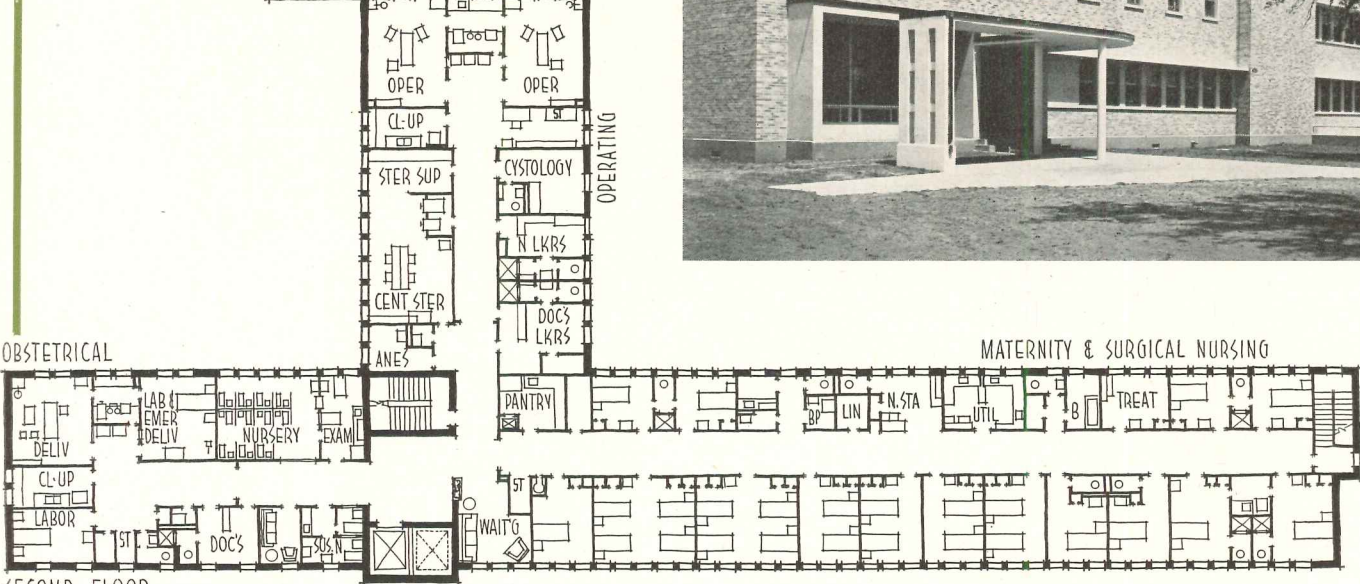 OPER
OPER
CL-UP
ST
OPERATING
STER SUP
CYSTOLOGY
N LKRS
CENT STER
DOC'S
LKRS
ANES
OBSTETRICAL
MATERNITY & SURGICAL NURSING
LAB &
EMER
DELIV
DELIV
NURSERY
EXAM
PANTRY
BP
LIN
N.STA
UTIL
B
TREAT
CL-UP
LABOR
ST
DOC'S
SUS.N
ST
WAIT'G
SECOND FLOOR